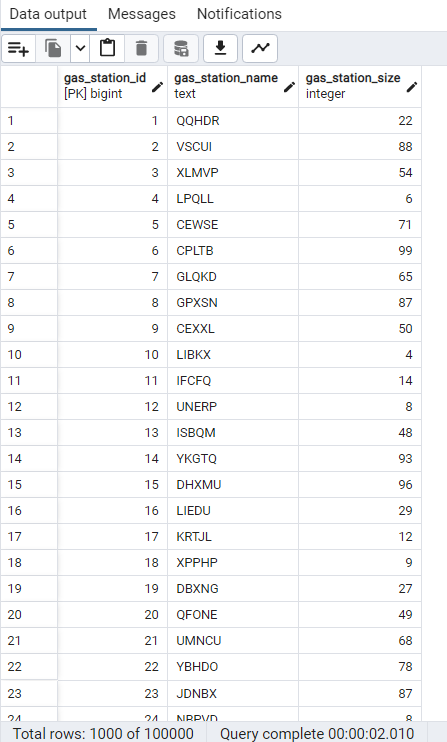 Data output Messages Notifications
gas_station_id gas_station_name gas_station_size
[PK] bigint text integer
1 1 QQHDR 22
2 2 VSCUI 88
3 3 XLMVP 54
4 4 LPQLL 6
5 5 CEWSE 71
6 6 CPLTB 99
7 7 GLQKD 65
8 8 GPXSN 87
9 9 CEXXL 50
10 10 LIBKX 4
11 11 IFCFQ 14
12 12 UNERP 8
13 13 ISBQM 48
14 14 YKGTQ 93
15 15 DHXMU 96
16 16 LIEDU 29
17 17 KRTJL 12
18 18 XPPHP 9
19 19 DBXNG 27
20 20 QFONE 49
21 21 UMNCU 68
22 22 YBHDO 78
23 23 JDNBX 87
24 24 NBPVD 8
Total rows: 1000 of 100000 Query complete 00:00:02.010